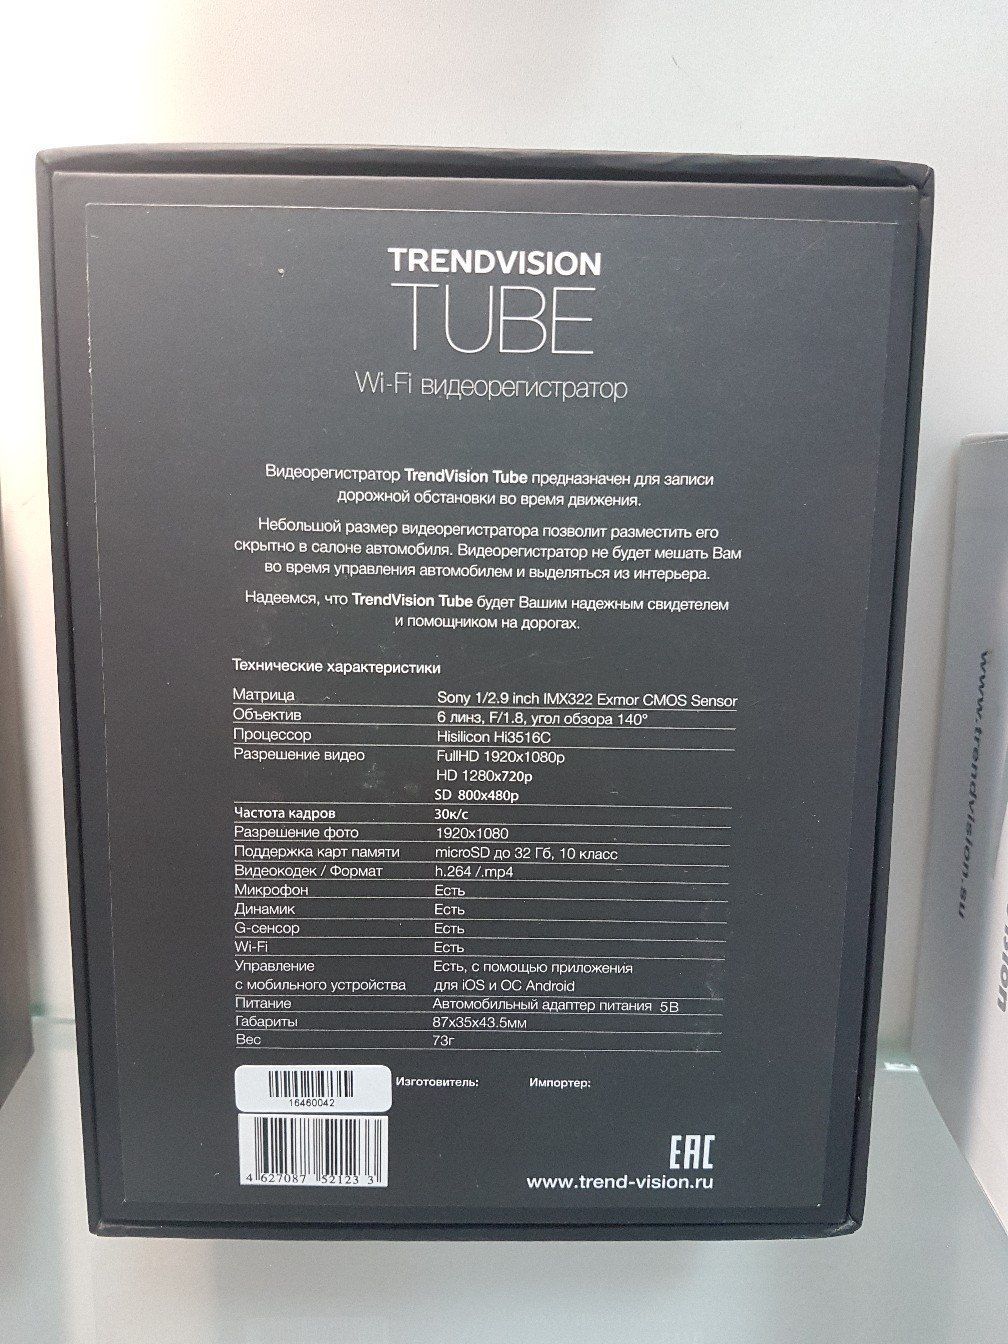 TRENDVISION
TUBE
Wi-Fi видеорегистратор
Видеорегистратор TrendVision Tube предназначен для записи
дорожной обстановки во время движения.
Небольшой размер видеорегистратора позволит разместить его
скрытно в салоне автомобиля. Видеорегистратор не будет мешать Вам
во время управления автомобилем и выделяться из интерьера.
Надеемся, что TrendVision Tube будет Вашим надежным свидетелем
и помощником на дорогах.
Технические характеристики
Матрица Sony 1/2.9 inch IMX322 Exmor CMOS Sensor
Объектив 6 линз, F/1.8, угол обзора 140°
Процессор Hisilicon Hi3516C
Разрешение видео FullHD 1920x1080p
HD 1280x720p
SD 800x480p
Частота кадров 30к/с
Разрешение фото 1920x1080
Поддержка карт памяти microSD до 32 Гб, 10 класс
Видеокодек / Формат h.264 /.mp4
Микрофон Есть
Динамик Есть
G-сенсор Есть
Wi-Fi Есть
Управление Есть, с помощью приложения
с мобильного устройства для iOS и ОС Android
Питание Автомобильный адаптер питания 5В
Габариты 87x35x43.5мм
Вес 73г
16460042
Изготовитель: Импортер:
4 627087 52123 3
EAC
www.trend-vision.ru
www.trendvision.su